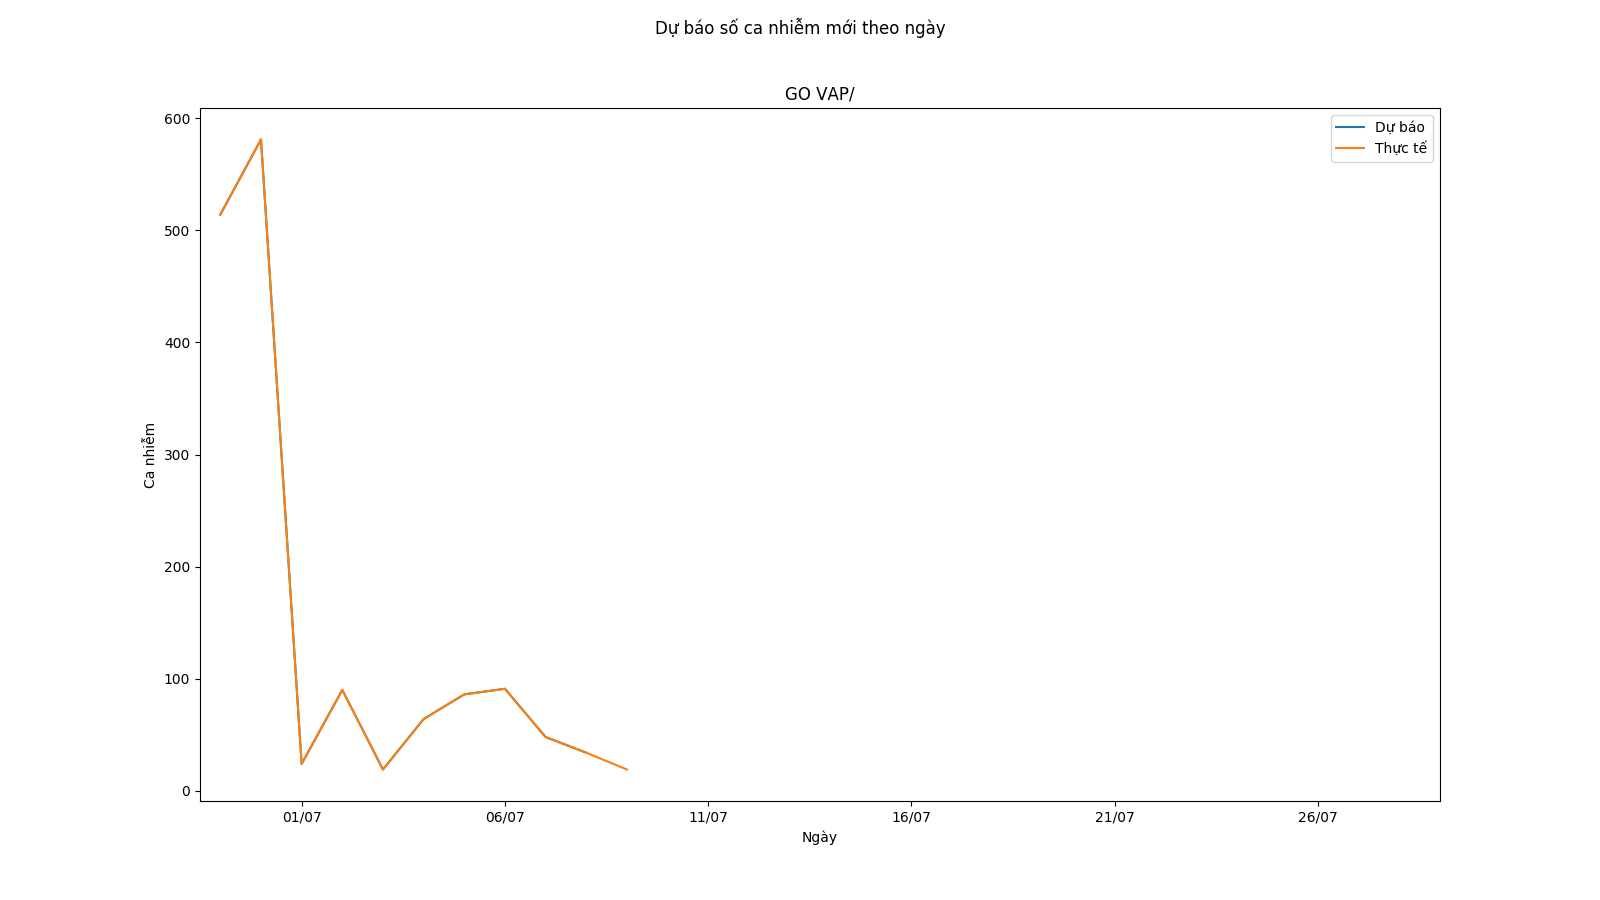 Dự báo số ca nhiễm mới theo ngày
GO VAP/
Dự báo
Thực tế
600
500
400
300
200
100
0
Ca nhiễm
01/07
06/07
11/07
16/07
21/07
26/07
Ngày